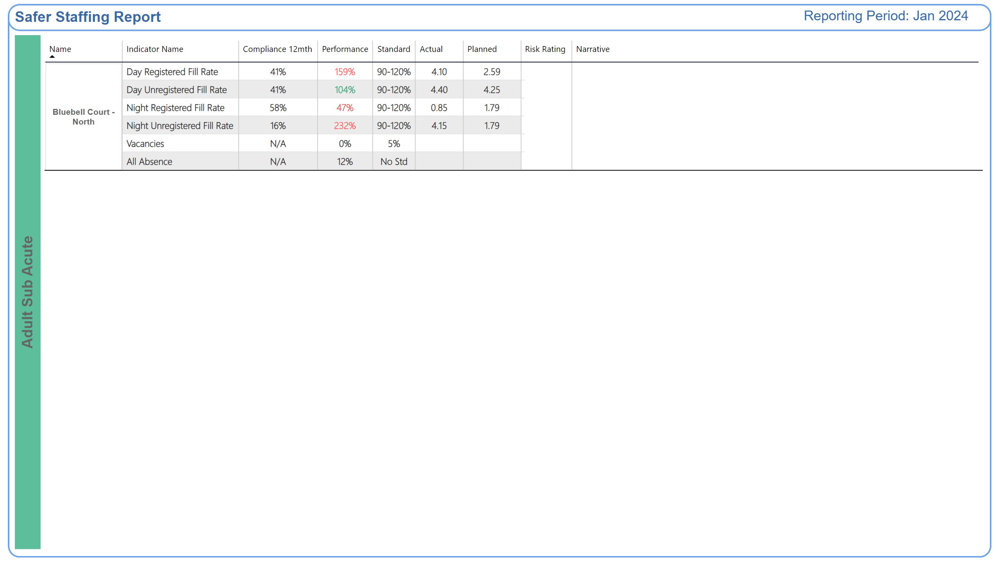 Safer Staffing Report
Reporting Period: Jan 2024
Adult Sub Acute
Name Indicator Name Compliance 12mth Performance Standard Actual Planned Risk Rating Narrative
Bluebell Court -
North
Day Registered Fill Rate 41% 159% 90-120% 4.10 2.59
Day Unregistered Fill Rate 41% 104% 90-120% 4.40 4.25
Night Registered Fill Rate 58% 47% 90-120% 0.85 1.79
Night Unregistered Fill Rate 16% 232% 90-120% 4.15 1.79
Vacancies N/A 0% 5%
All Absence N/A 12% No Std